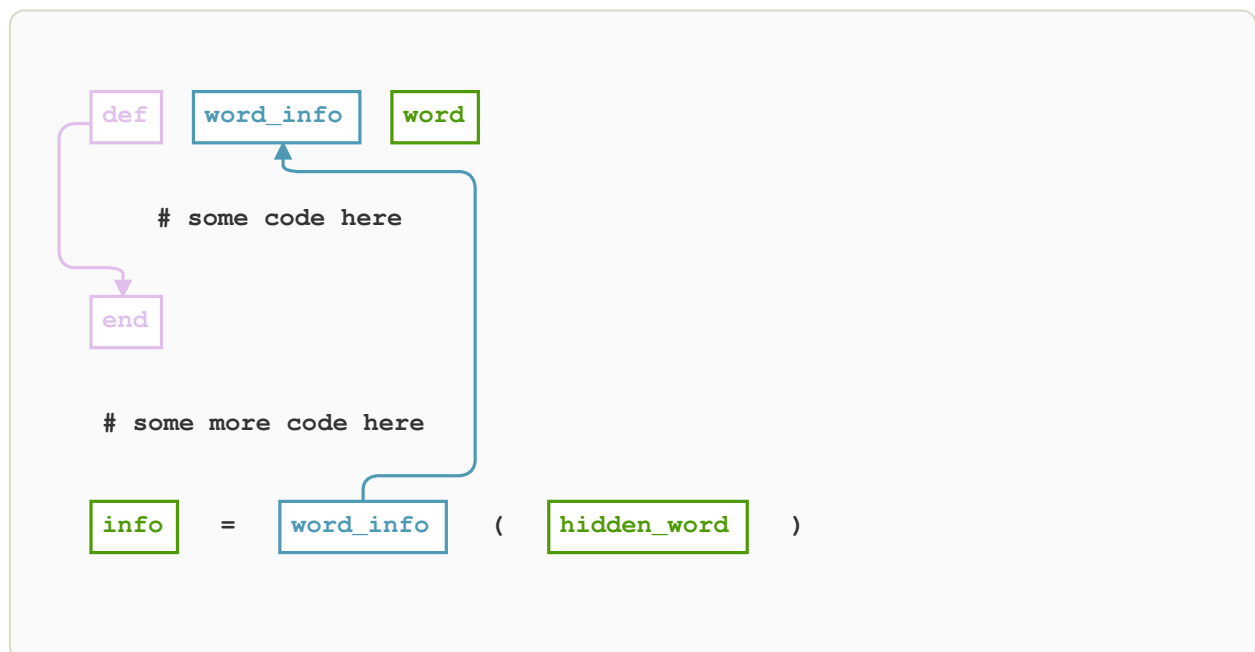 def word_info word
# some code here
end
# some more code here
info = word_info ( hidden_word )